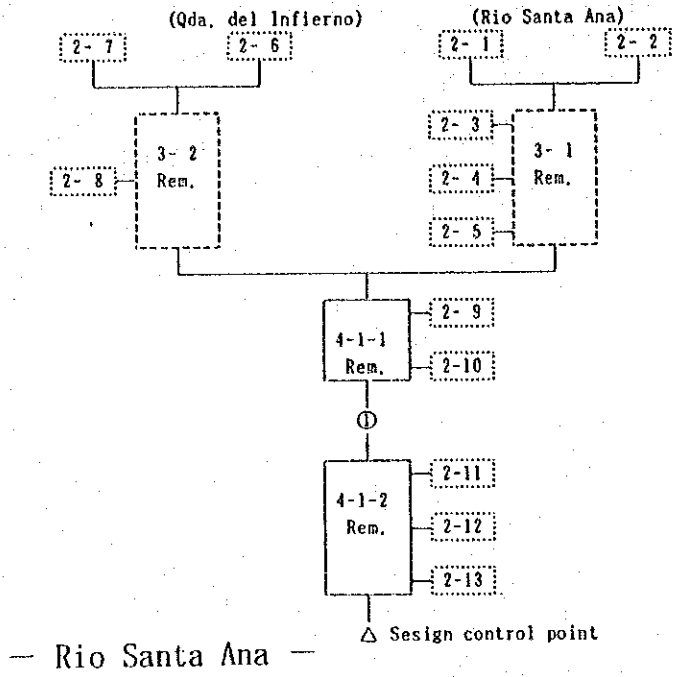 (Qda. del Infierno) (Rio Santa Ana)
2- 7 2- 6 2- 1 2- 2
2- 3
3- 2 3- 1
2- 8 Rem. 2- 4 Rem.
2- 5
2- 9
4-1-1
Rem. 2-10
①
2-11
4-1-2
Rem. 2-12
2-13
△ Sesign control point
— Rio Santa Ana —